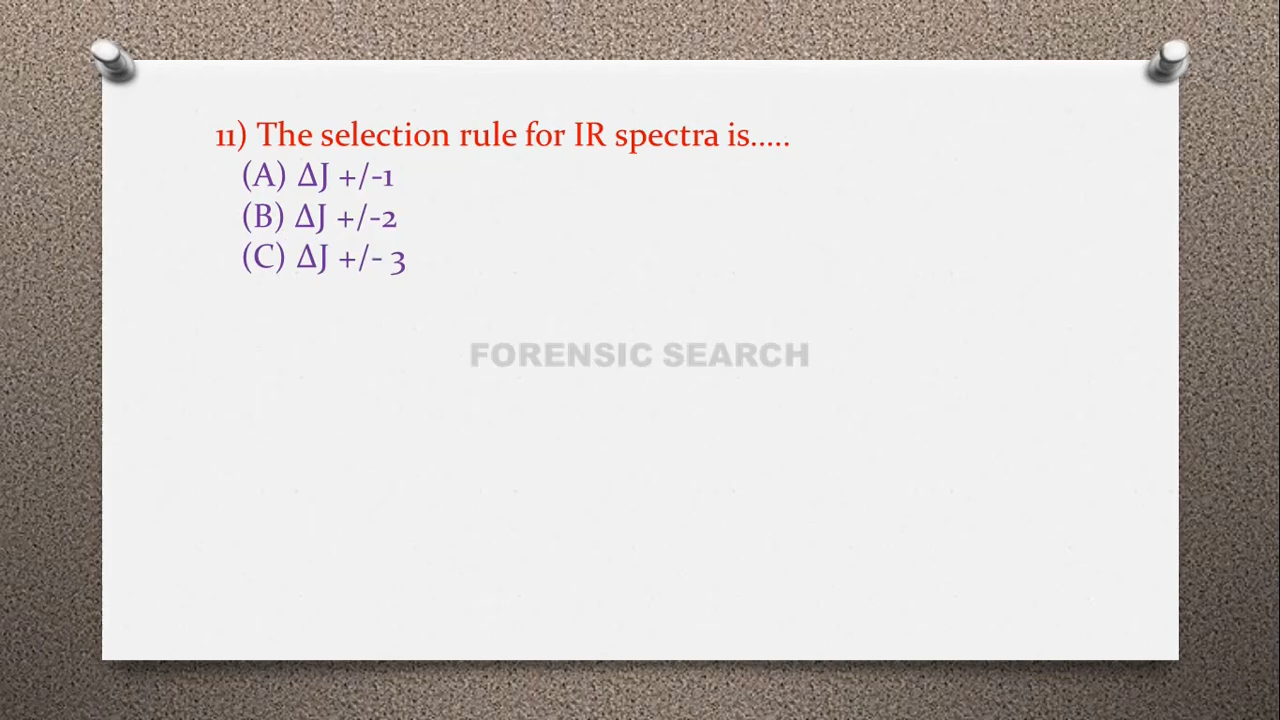 11) The selection rule for IR spectra is.....
(A) ΔJ +/-1
(B) ΔJ +/-2
(C) ΔJ +/- 3
FORENSIC SEARCH